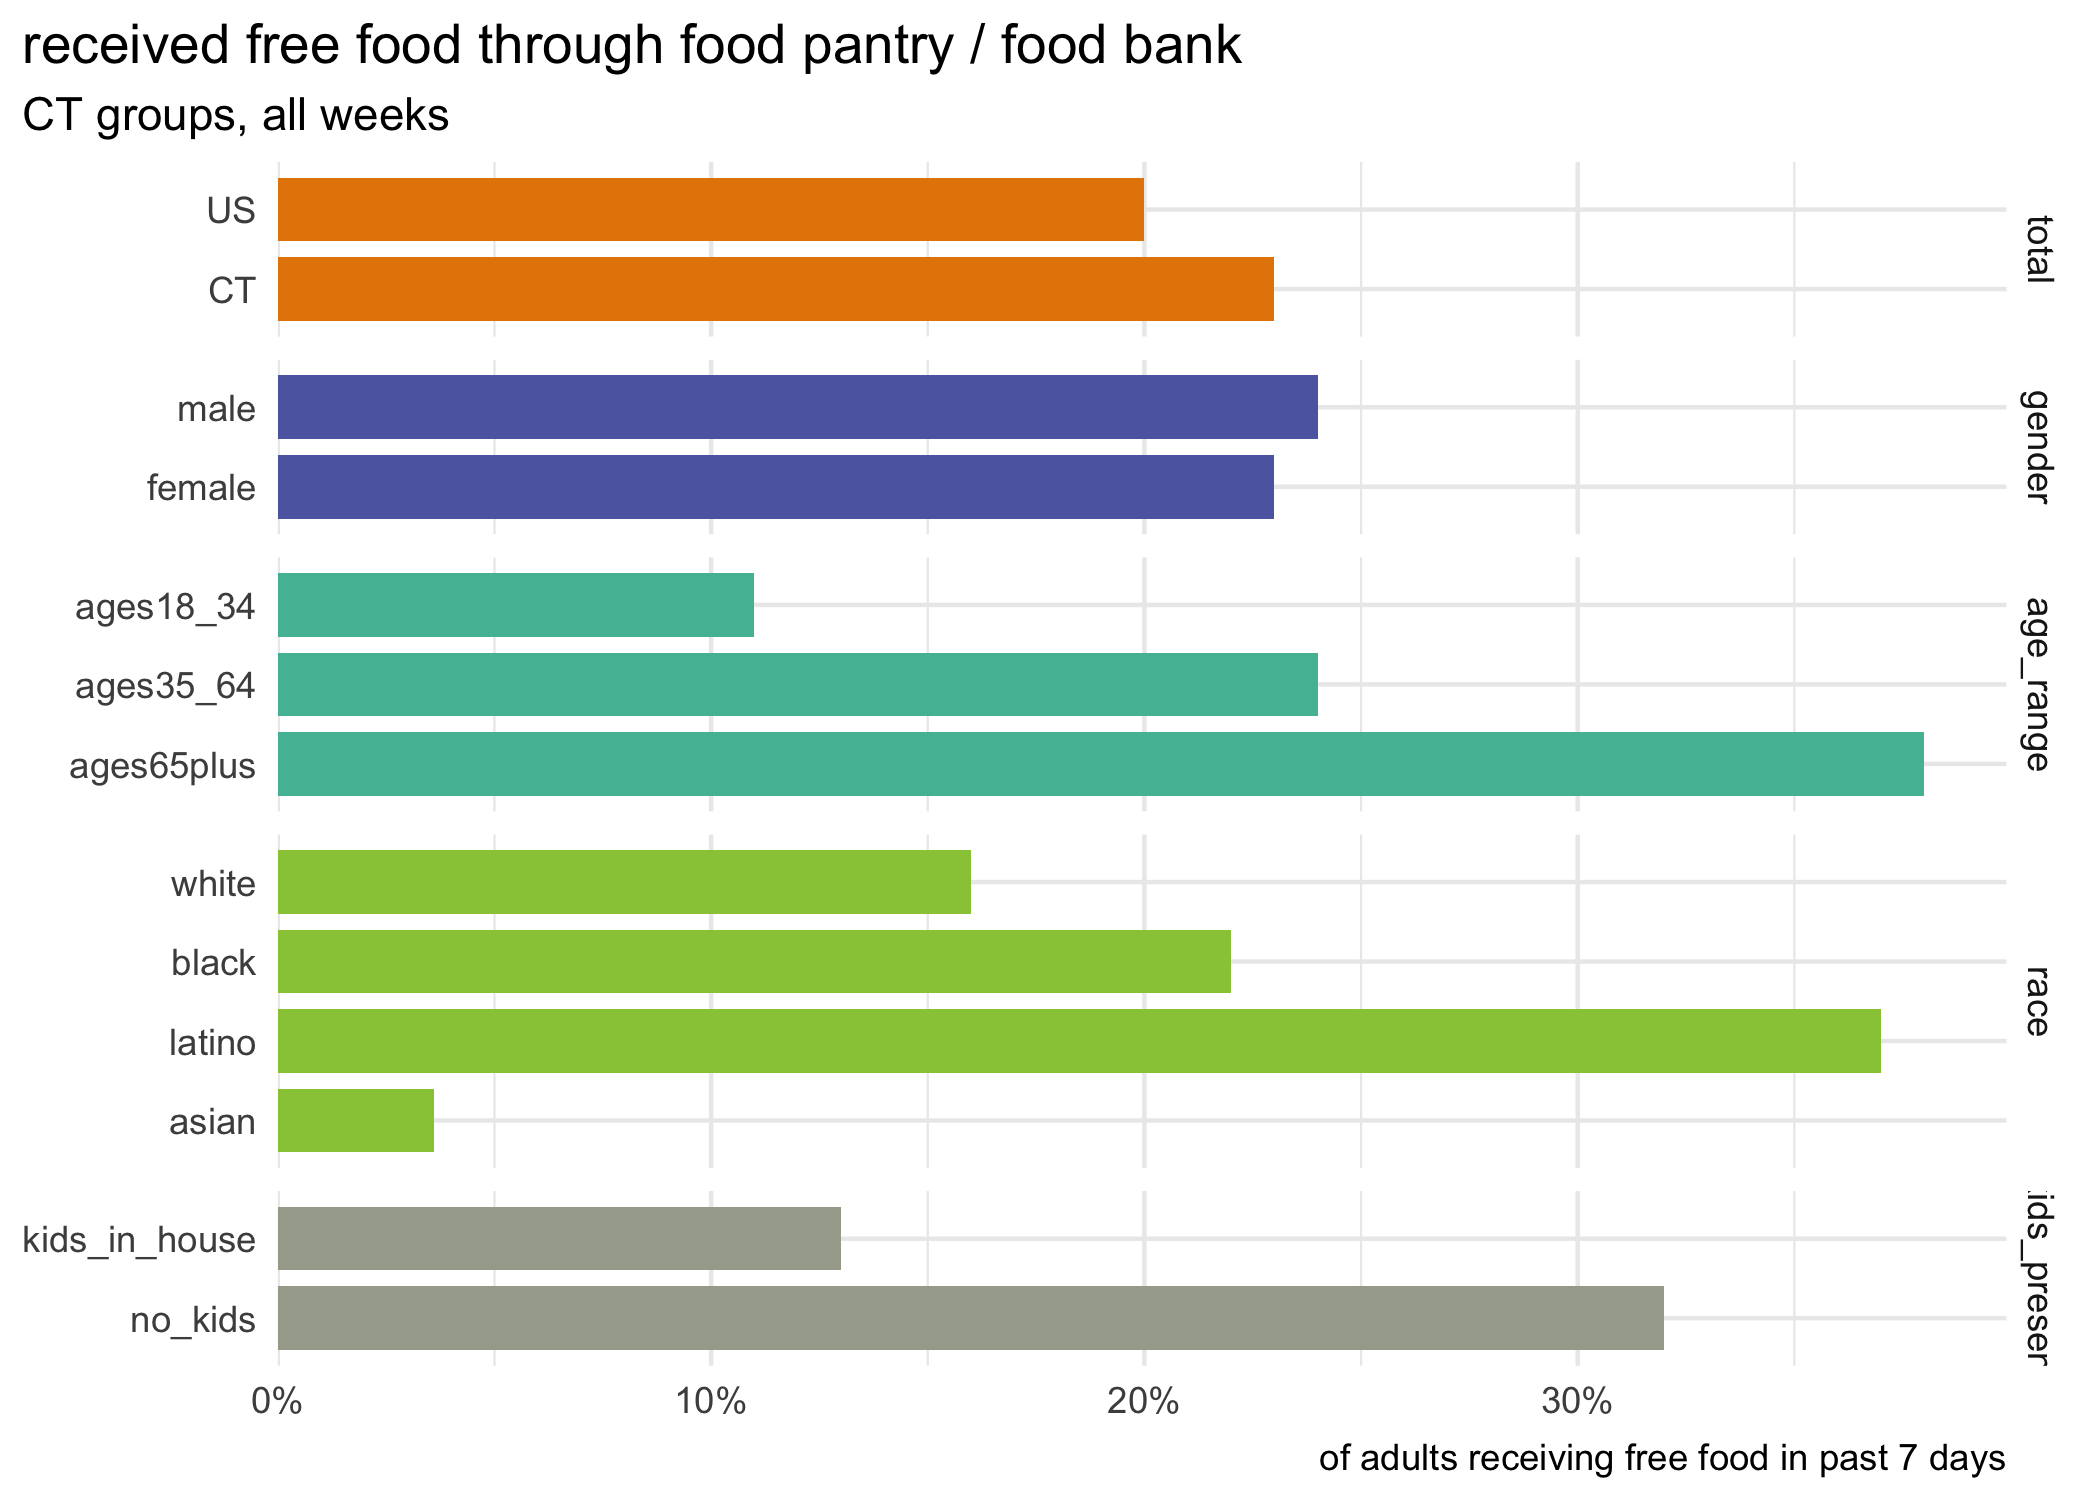 received free food through food pantry / food bank
CT groups, all weeks
US
CT
total
male
female
gender
ages18_34
ages35_64
ages65plus
age_range
white
black
latino
asian
race
kids_in_house
no_kids
ids_preser
0%
10%
20%
30%
of adults receiving free food in past 7 days